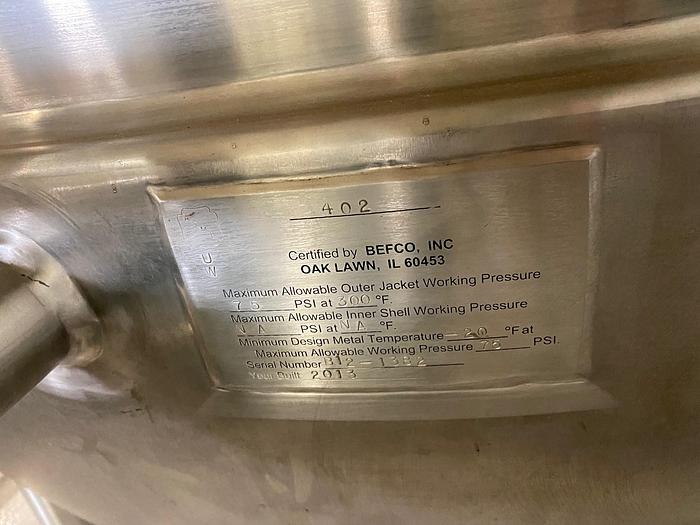 402
U
W
Certified by BEFCO, INC
OAK LAWN, IL 60453
Maximum Allowable Outer Jacket Working Pressure
75 PSI at 300 °F.
Maximum Allowable Inner Shell Working Pressure
NA PSI at NA °F.
Minimum Design Metal Temperature -20 °F at
Maximum Allowable Working Pressure 75 PSI.
Serial Number B12-1382
Year Built 2013